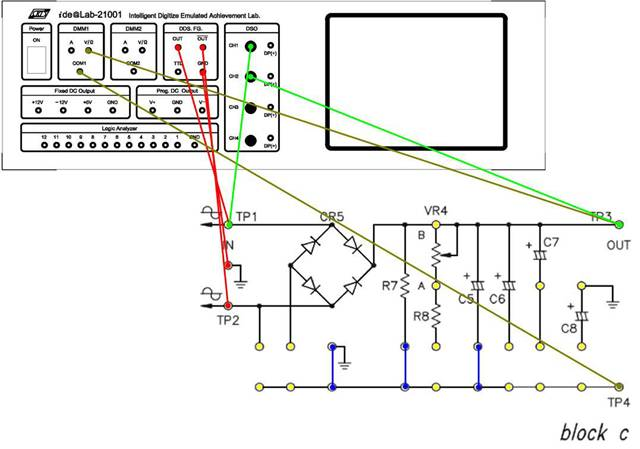 K&H ide@Lab-21001 Intelligent Digitize Emulated Achievement Lab.
Power DMM1 DMM2 DDS. FG. DSO
ON A V/Ω A V/Ω OUT OUT CH1 DP(+)
COM1 COM2 TTL GND CH2 DP(+)
Fixed DC Output Prog. DC Output
+12V -12V +5V GND V+ GND V- CH3 DP(+)
Logic Analyzer
12 11 10 9 8 7 6 5 4 3 2 1 GND CH4 DP(+)
TP1 CR5 VR4 TP3
IN B C7 OUT
R7 A C5 C6
TP2 R8 C8
TP4
block c